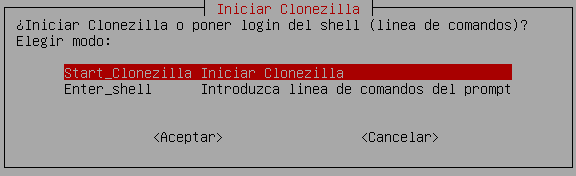 Iniciar Clonezilla
¿Iniciar Clonezilla o poner login del shell (linea de comandos)?
Elegir modo:
Start_Clonezilla Iniciar Clonezilla
Enter_shell Introduzca linea de comandos del prompt
<Aceptar> <Cancelar>